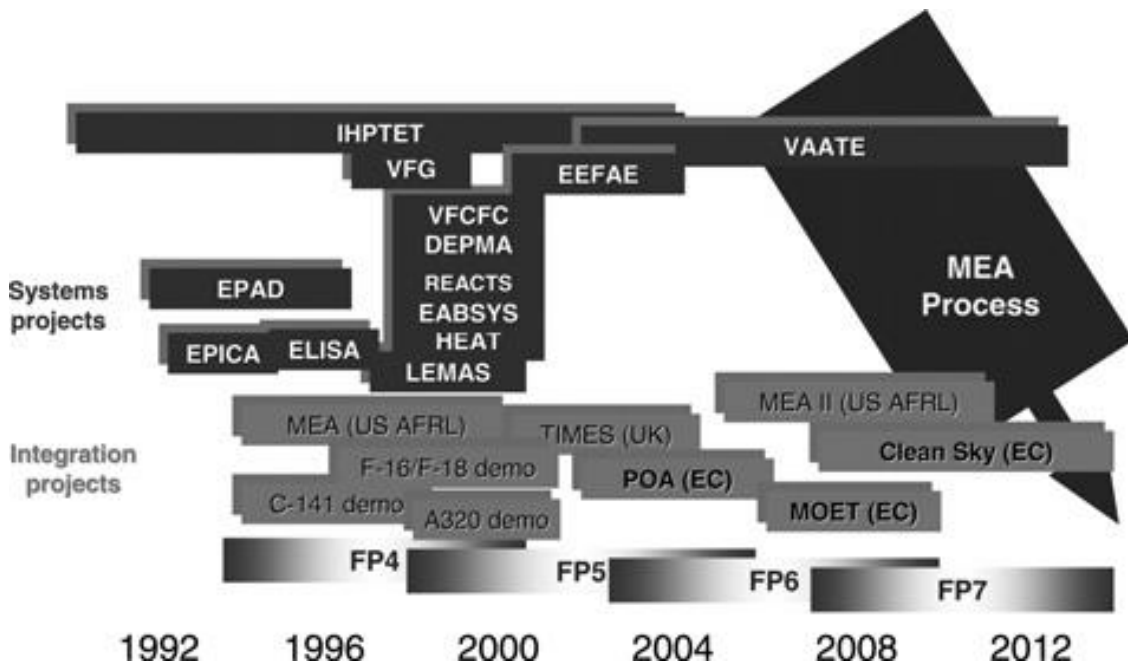 IHPTET
VAATE
VFG
EEFAE
VFCFC
DEPMA
REACTS
EABSYS
HEAT
LEMAS
Systems
projects
EPAD
EPICA
ELISA
MEA
Process
Integration
projects
MEA (US AFRL)
TIMES (UK)
MEA II (US AFRL)
F-16/F-18 demo
POA (EC)
Clean Sky (EC)
C-141 demo
A320 demo
MOET (EC)
FP4
FP5
FP6
FP7
1992 1996 2000 2004 2008 2012